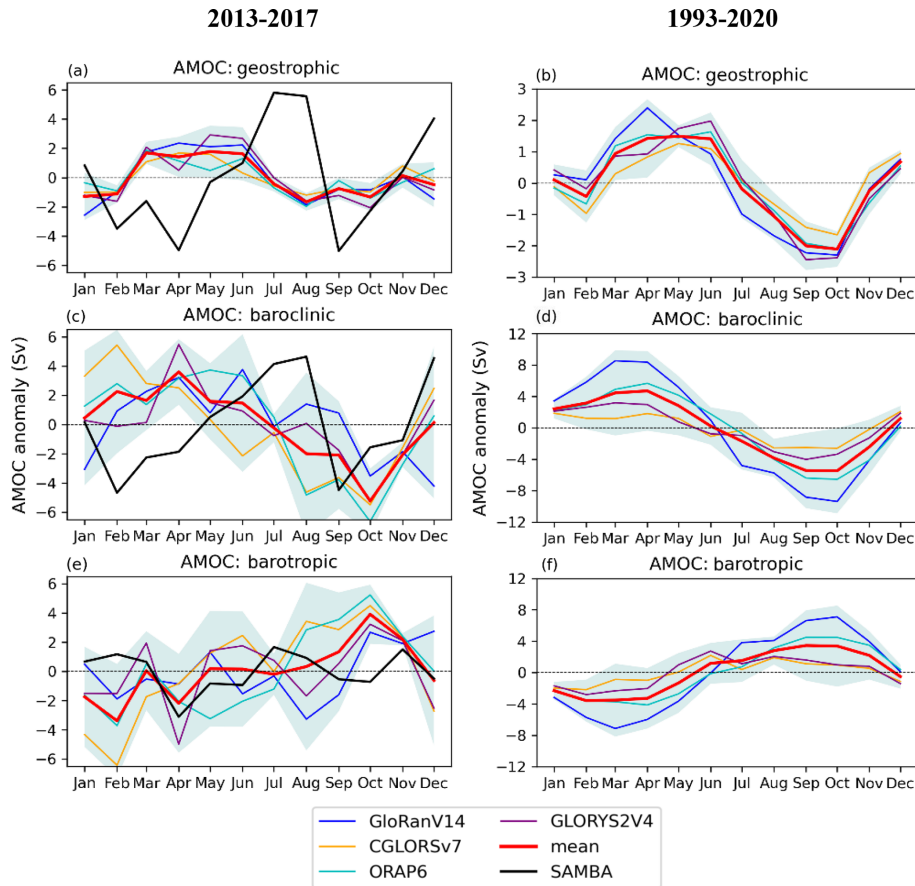 2013-2017 1993-2020
(a) AMOC: geostrophic (b) AMOC: geostrophic
6 4 2 0 −2 −4 −6
3 2 1 0 −1 −2 −3
Jan Feb Mar Apr May Jun Jul Aug Sep Oct Nov Dec Jan Feb Mar Apr May Jun Jul Aug Sep Oct Nov Dec
(c) AMOC: baroclinic (d) AMOC: baroclinic
AMOC anomaly (Sv) AMOC anomaly (Sv)
6 4 2 0 −2 −4 −6
12 8 4 0 −4 −8 −12
Jan Feb Mar Apr May Jun Jul Aug Sep Oct Nov Dec Jan Feb Mar Apr May Jun Jul Aug Sep Oct Nov Dec
(e) AMOC: barotropic (f) AMOC: barotropic
6 4 2 0 −2 −4 −6
12 8 4 0 −4 −8 −12
Jan Feb Mar Apr May Jun Jul Aug Sep Oct Nov Dec Jan Feb Mar Apr May Jun Jul Aug Sep Oct Nov Dec
GloRanV14 GLORYS2V4
CGLORSv7 mean
ORAP6 SAMBA